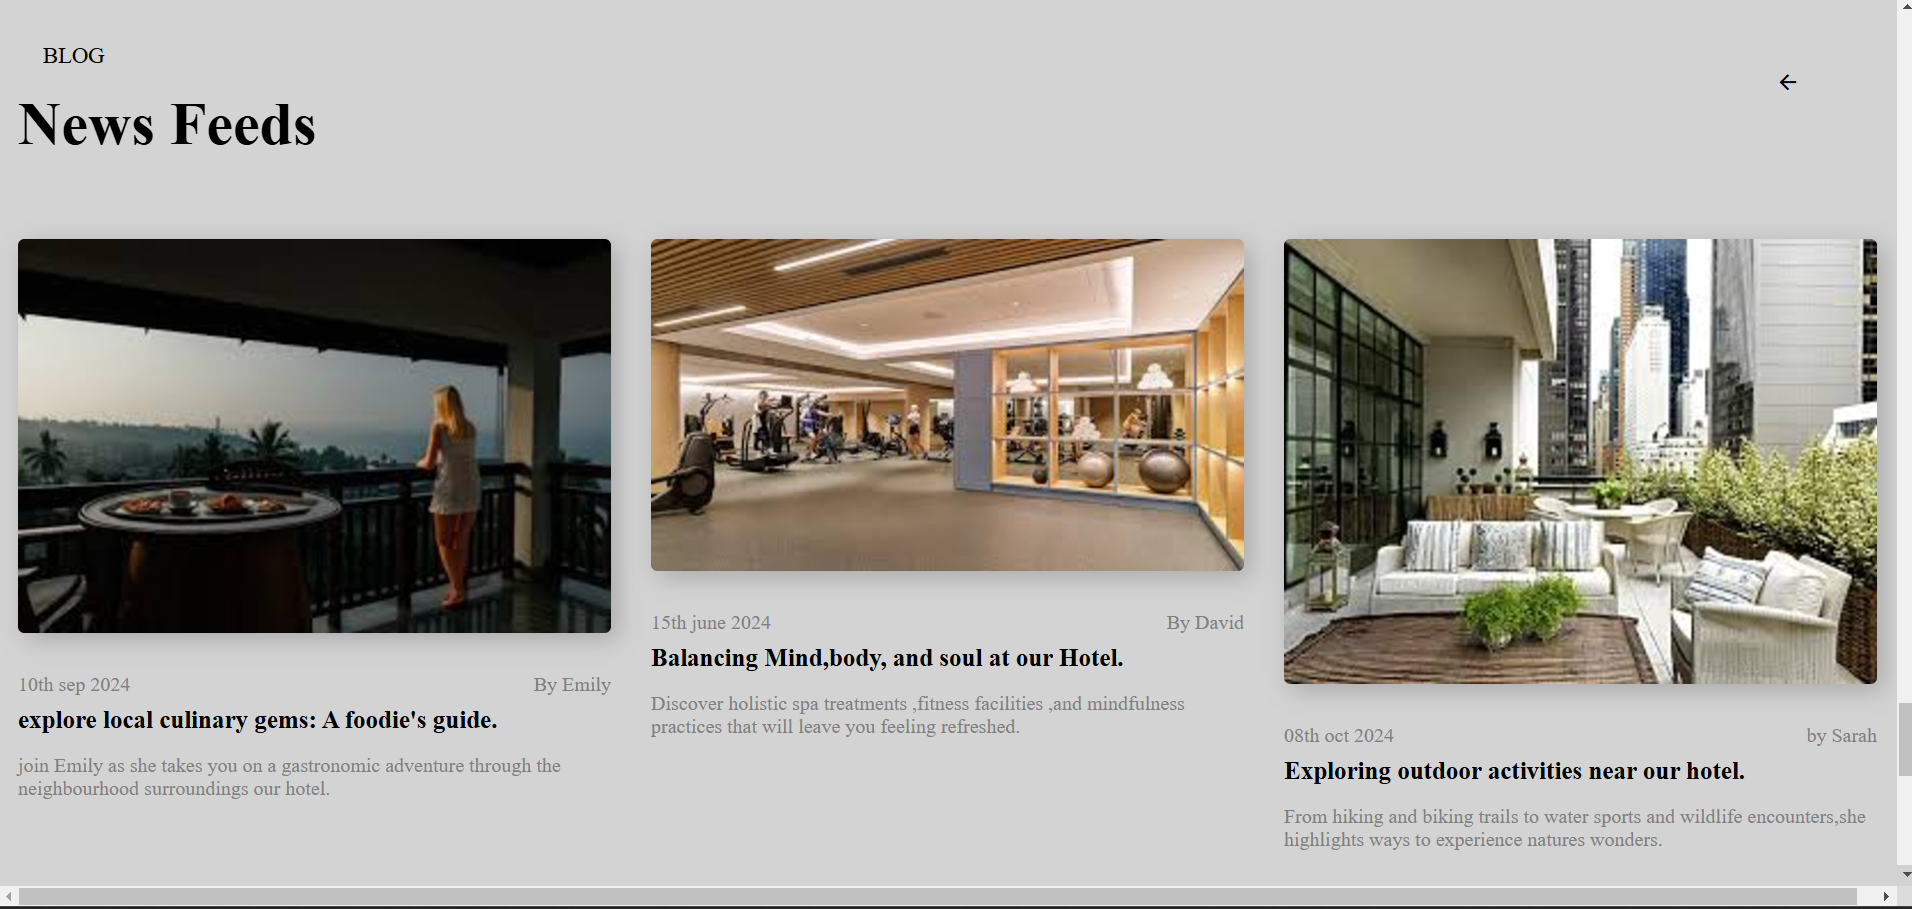 BLOG
News Feeds
10th sep 2024
By Emily
explore local culinary gems: A foodie's guide.
join Emily as she takes you on a gastronomic adventure through the
neighbourhood surroundings our hotel.
15th june 2024
By David
Balancing Mind,body, and soul at our Hotel.
Discover holistic spa treatments ,fitness facilities ,and mindfulness
practices that will leave you feeling refreshed.
08th oct 2024
by Sarah
Exploring outdoor activities near our hotel.
From hiking and biking trails to water sports and wildlife encounters,she
highlights ways to experience natures wonders.